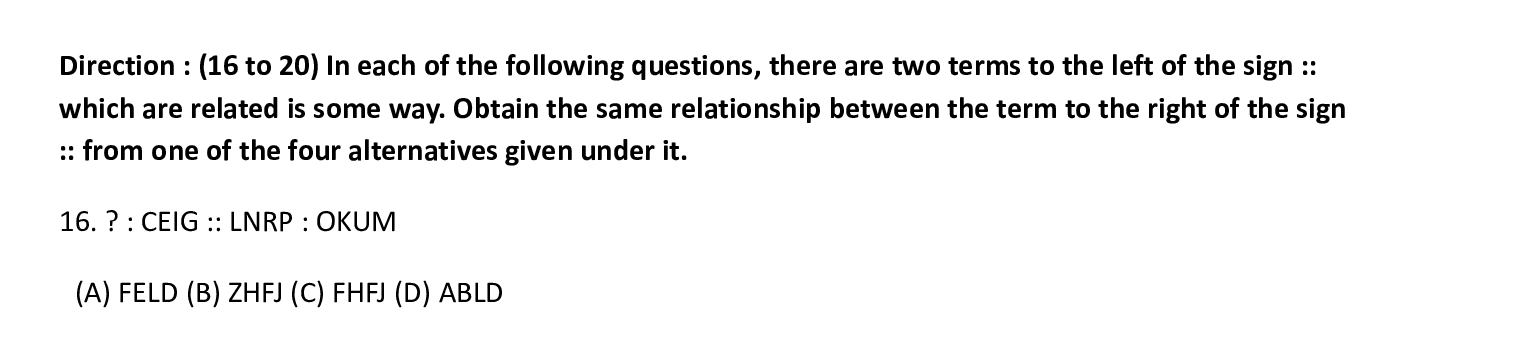 Direction : (16 to 20) In each of the following questions, there are two terms to the left of the sign ::
which are related is some way. Obtain the same relationship between the term to the right of the sign
:: from one of the four alternatives given under it.
16. ? : CEIG :: LNRP : OKUM
(A) FELD (B) ZHFJ (C) FHFJ (D) ABLD